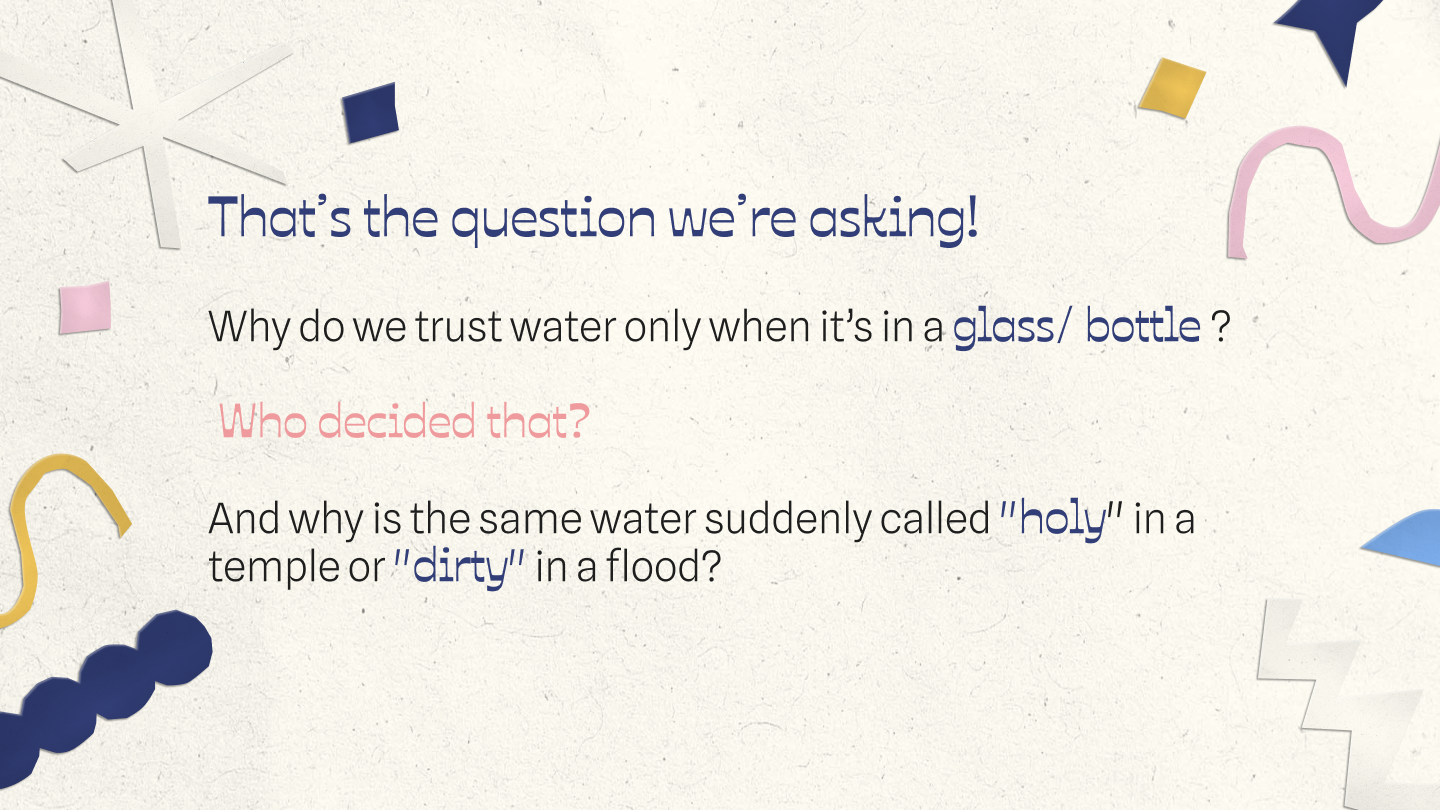 That’s the question we’re asking!
Why do we trust water only when it’s in a glass/ bottle ?
Who decided that?
And why is the same water suddenly called "holy" in a
temple or "dirty" in a flood?